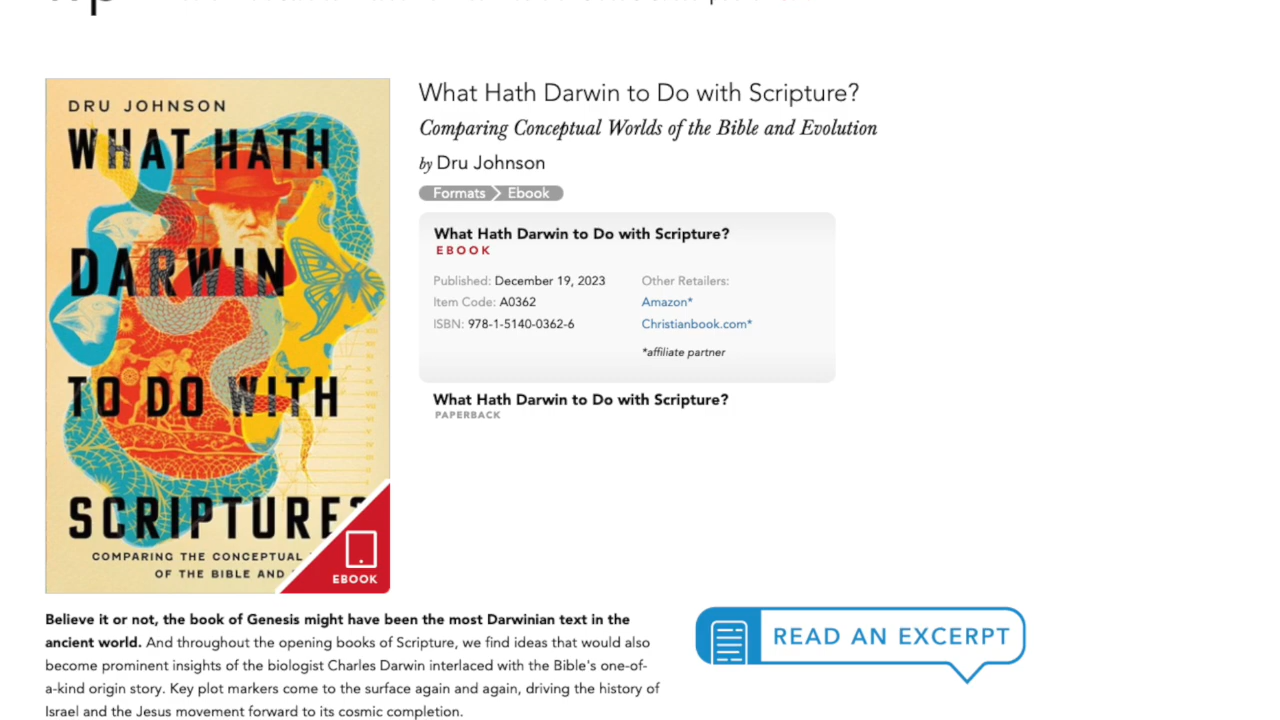 DRU JOHNSON
WHAT HATH
DARWIN
TO DO WITH
COMPARING THE CONCEPTUAL
OF THE BIBLE AND
EBOOK
What Hath Darwin to Do with Scripture?
Comparing Conceptual Worlds of the Bible and Evolution
by Dru Johnson
Formats Ebook
What Hath Darwin to Do with Scripture?
EBOOK
Published: December 19, 2023
Item Code: A0362
ISBN: 978-1-5140-0362-6
Other Retailers:
Amazon*
Christianbook.com*
*affiliate partner
What Hath Darwin to Do with Scripture?
PAPERBACK
Believe it or not, the book of Genesis might have been the most Darwinian text in the
ancient world. And throughout the opening books of Scripture, we find ideas that would also
become prominent insights of the biologist Charles Darwin interlaced with the Bible's one-of-
a-kind origin story. Key plot markers come to the surface again and again, driving the history of
Israel and the Jesus movement forward to its cosmic completion.
READ AN EXCERPT